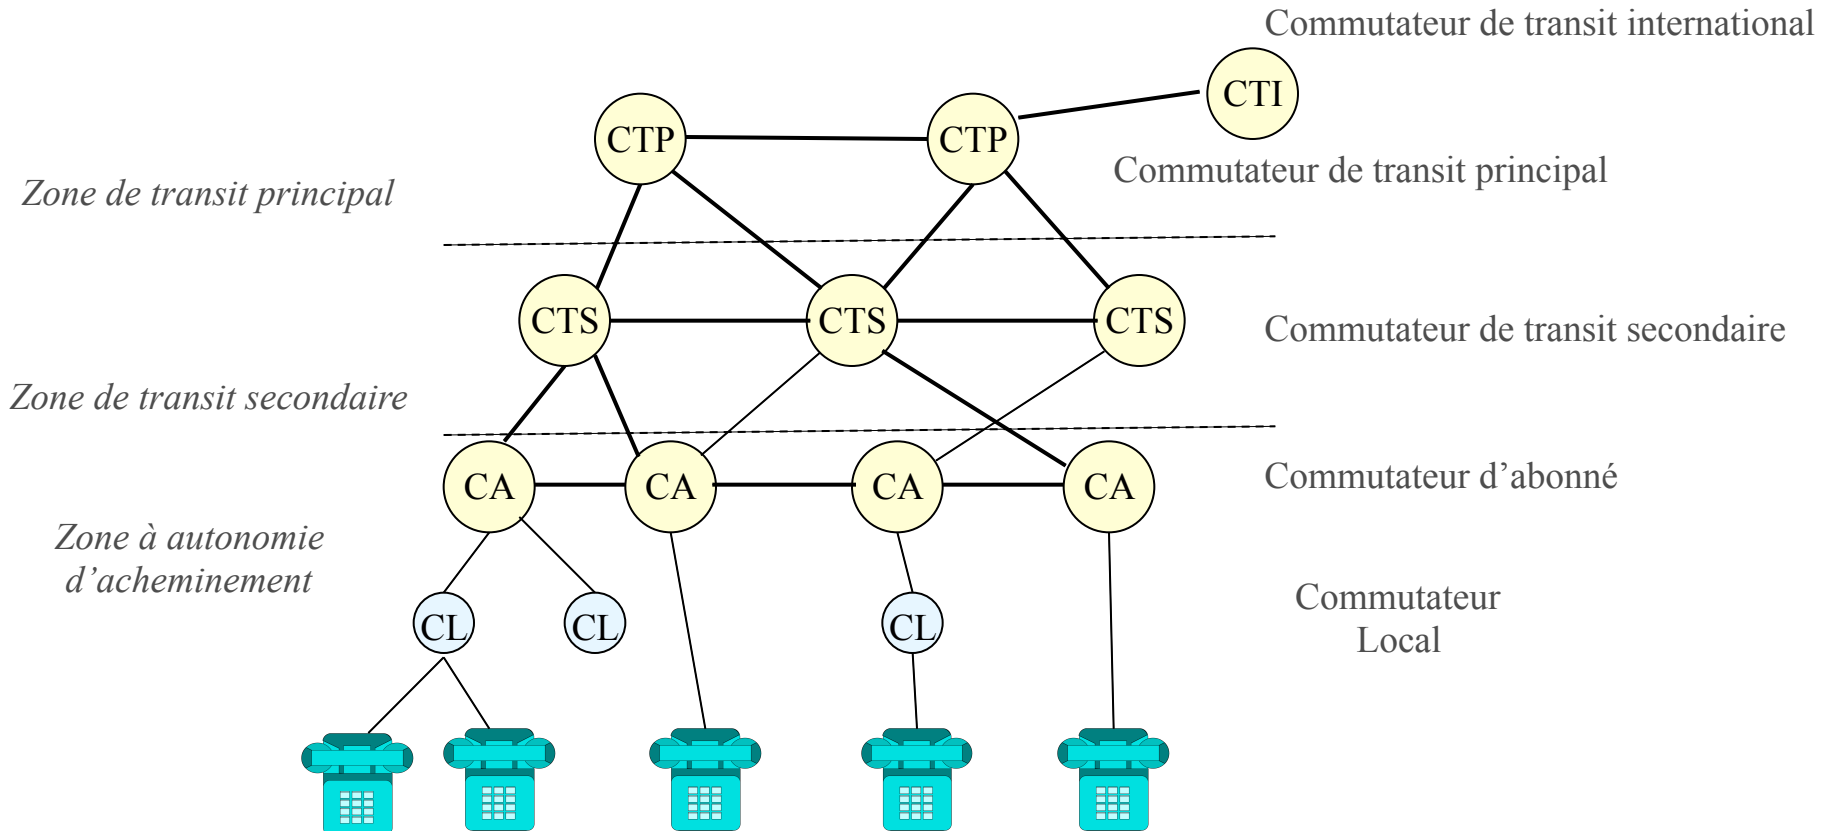 Commutateur de transit international
CTI
CTP
CTP
Commutateur de transit principal
Zone de transit principal
CTS
CTS
CTS
Commutateur de transit secondaire
Zone de transit secondaire
CA
CA
CA
CA
Commutateur d’abonné
Zone à autonomie
d’acheminement
CL
CL
CL
Commutateur
Local